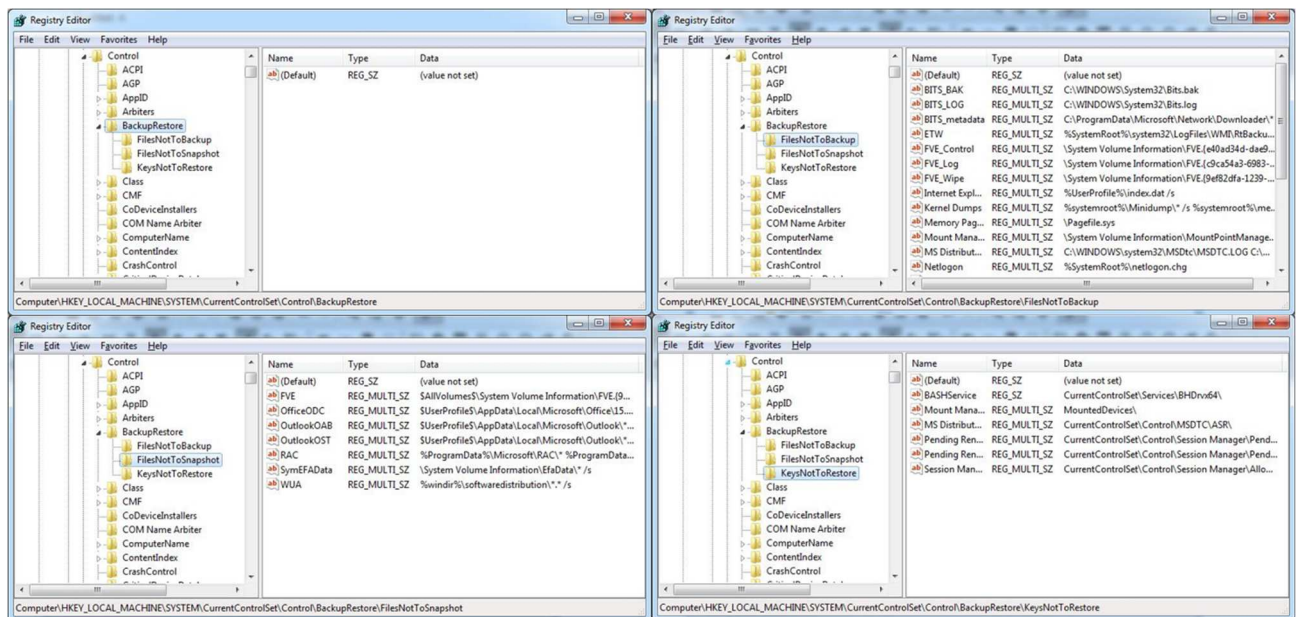 Registry Editor
File Edit View Favorites Help
Control
ACPI
AGP
AppID
Arbiters
BackupRestore
FilesNotToBackup
FilesNotToSnapshot
KeysNotToRestore
Class
CMF
CoDeviceInstallers
COM Name Arbiter
ComputerName
ContentIndex
CrashControl
Name Type Data
(Default) REG_SZ (value not set)
Computer\HKEY_LOCAL_MACHINE\SYSTEM\CurrentControlSet\Control\BackupRestore
Registry Editor
File Edit View Favorites Help
Control
ACPI
AGP
AppID
Arbiters
BackupRestore
FilesNotToBackup
FilesNotToSnapshot
KeysNotToRestore
Class
CMF
CoDeviceInstallers
COM Name Arbiter
ComputerName
ContentIndex
CrashControl
Name Type Data
(Default) REG_SZ (value not set)
BITS_BAK REG_MULTI_SZ C:\WINDOWS\System32\Bits.bak
BITS_LOG REG_MULTI_SZ C:\WINDOWS\System32\Bits.log
BITS_metadata REG_MULTI_SZ C:\ProgramData\Microsoft\Network\Downloader\*
ETW REG_MULTI_SZ %SystemRoot%\system32\LogFiles\WMI\RtBacku...
FVE_Control REG_MULTI_SZ \System Volume Information\FVE.{e40ad34d-dae9...
FVE_Log REG_MULTI_SZ \System Volume Information\FVE.{c9ca54a3-6983-...
FVE_Wipe REG_MULTI_SZ \System Volume Information\FVE.{9ef82dfa-1239-...
Internet Expl... REG_MULTI_SZ %UserProfile%\index.dat /s
Kernel Dumps REG_MULTI_SZ %systemroot%\Minidump\* /s %systemroot%\me...
Memory Pag... REG_MULTI_SZ \Pagefile.sys
Mount Mana... REG_MULTI_SZ \System Volume Information\MountPointManage...
MS Distribut... REG_MULTI_SZ C:\WINDOWS\system32\MSDtc\MSDTC.LOG C:\...
Netlogon REG_MULTI_SZ %SystemRoot%\netlogon.chg
Computer\HKEY_LOCAL_MACHINE\SYSTEM\CurrentControlSet\Control\BackupRestore\FilesNotToBackup
Registry Editor
File Edit View Favorites Help
Control
ACPI
AGP
AppID
Arbiters
BackupRestore
FilesNotToBackup
FilesNotToSnapshot
KeysNotToRestore
Class
CMF
CoDeviceInstallers
COM Name Arbiter
ComputerName
ContentIndex
CrashControl
Name Type Data
(Default) REG_SZ (value not set)
FVE REG_MULTI_SZ $AllVolumes$\System Volume Information\FVE.{9...
OfficeODC REG_MULTI_SZ $UserProfile$\AppData\Local\Microsoft\Office\15....
OutlookOAB REG_MULTI_SZ $UserProfile$\AppData\Local\Microsoft\Outlook\*...
OutlookOST REG_MULTI_SZ $UserProfile$\AppData\Local\Microsoft\Outlook\*...
RAC REG_MULTI_SZ %ProgramData%\Microsoft\RAC\* %ProgramData...
SymEFAData REG_MULTI_SZ \System Volume Information\EfaData\* /s
WUA REG_MULTI_SZ %windir%\softwaredistribution\*.* /s
Computer\HKEY_LOCAL_MACHINE\SYSTEM\CurrentControlSet\Control\BackupRestore\FilesNotToSnapshot
Registry Editor
File Edit View Favorites Help
Control
ACPI
AGP
AppID
Arbiters
BackupRestore
FilesNotToBackup
FilesNotToSnapshot
KeysNotToRestore
Class
CMF
CoDeviceInstallers
COM Name Arbiter
ComputerName
ContentIndex
CrashControl
Name Type Data
(Default) REG_SZ (value not set)
BASHService REG_SZ CurrentControlSet\Services\BHDrvx64\
Mount Mana... REG_MULTI_SZ MountedDevices\
MS Distribut... REG_MULTI_SZ CurrentControlSet\Control\MSDTC\ASR\
Pending Ren... REG_MULTI_SZ CurrentControlSet\Control\Session Manager\Pend...
Pending Ren... REG_MULTI_SZ CurrentControlSet\Control\Session Manager\Pend...
Session Man... REG_MULTI_SZ CurrentControlSet\Control\Session Manager\Allo...
Computer\HKEY_LOCAL_MACHINE\SYSTEM\CurrentControlSet\Control\BackupRestore\KeysNotToRestore